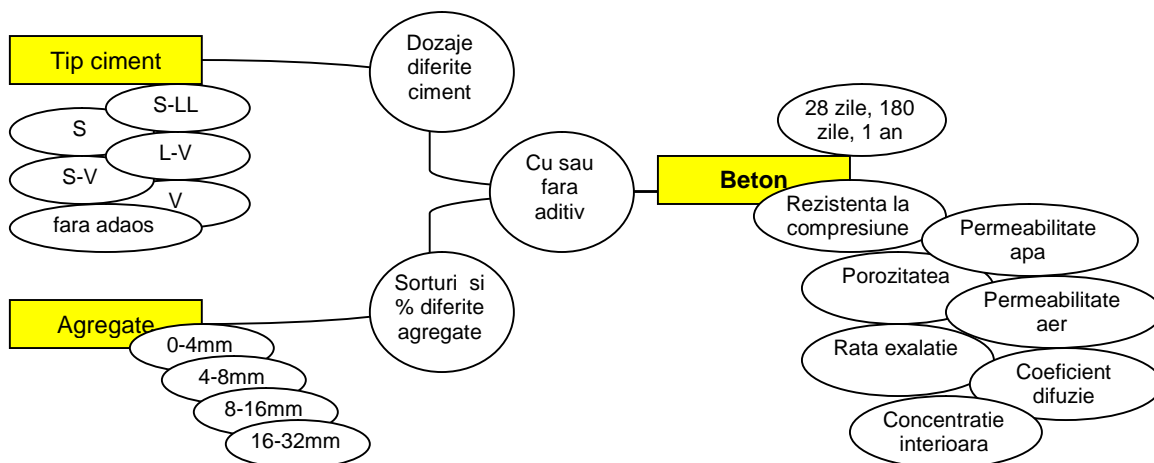 Tip ciment
S-LL
S
L-V
S-V
V
fara adaos
Dozaje
diferite
ciment
Agregate
0-4mm
4-8mm
8-16mm
16-32mm
Sorturi si
% diferite
agregate
Cu sau
fara
aditiv
Beton
28 zile, 180
zile, 1 an
Rezistenta la
compresiune
Permeabilitate
apa
Porozitatea
Permeabilitate
aer
Rata exalatie
Coeficient
difuzie
Concentratie
interioara